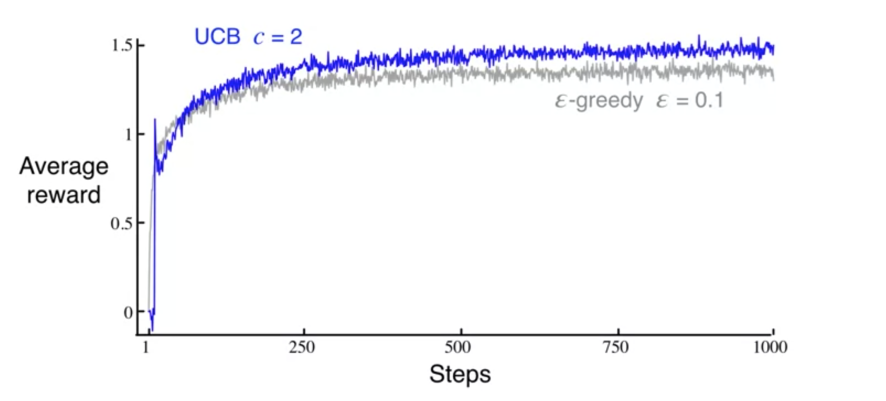 UCB c = 2
1.5
ε-greedy ε = 0.1
1
Average
reward
0.5
0
1
250
500
750
1000
Steps